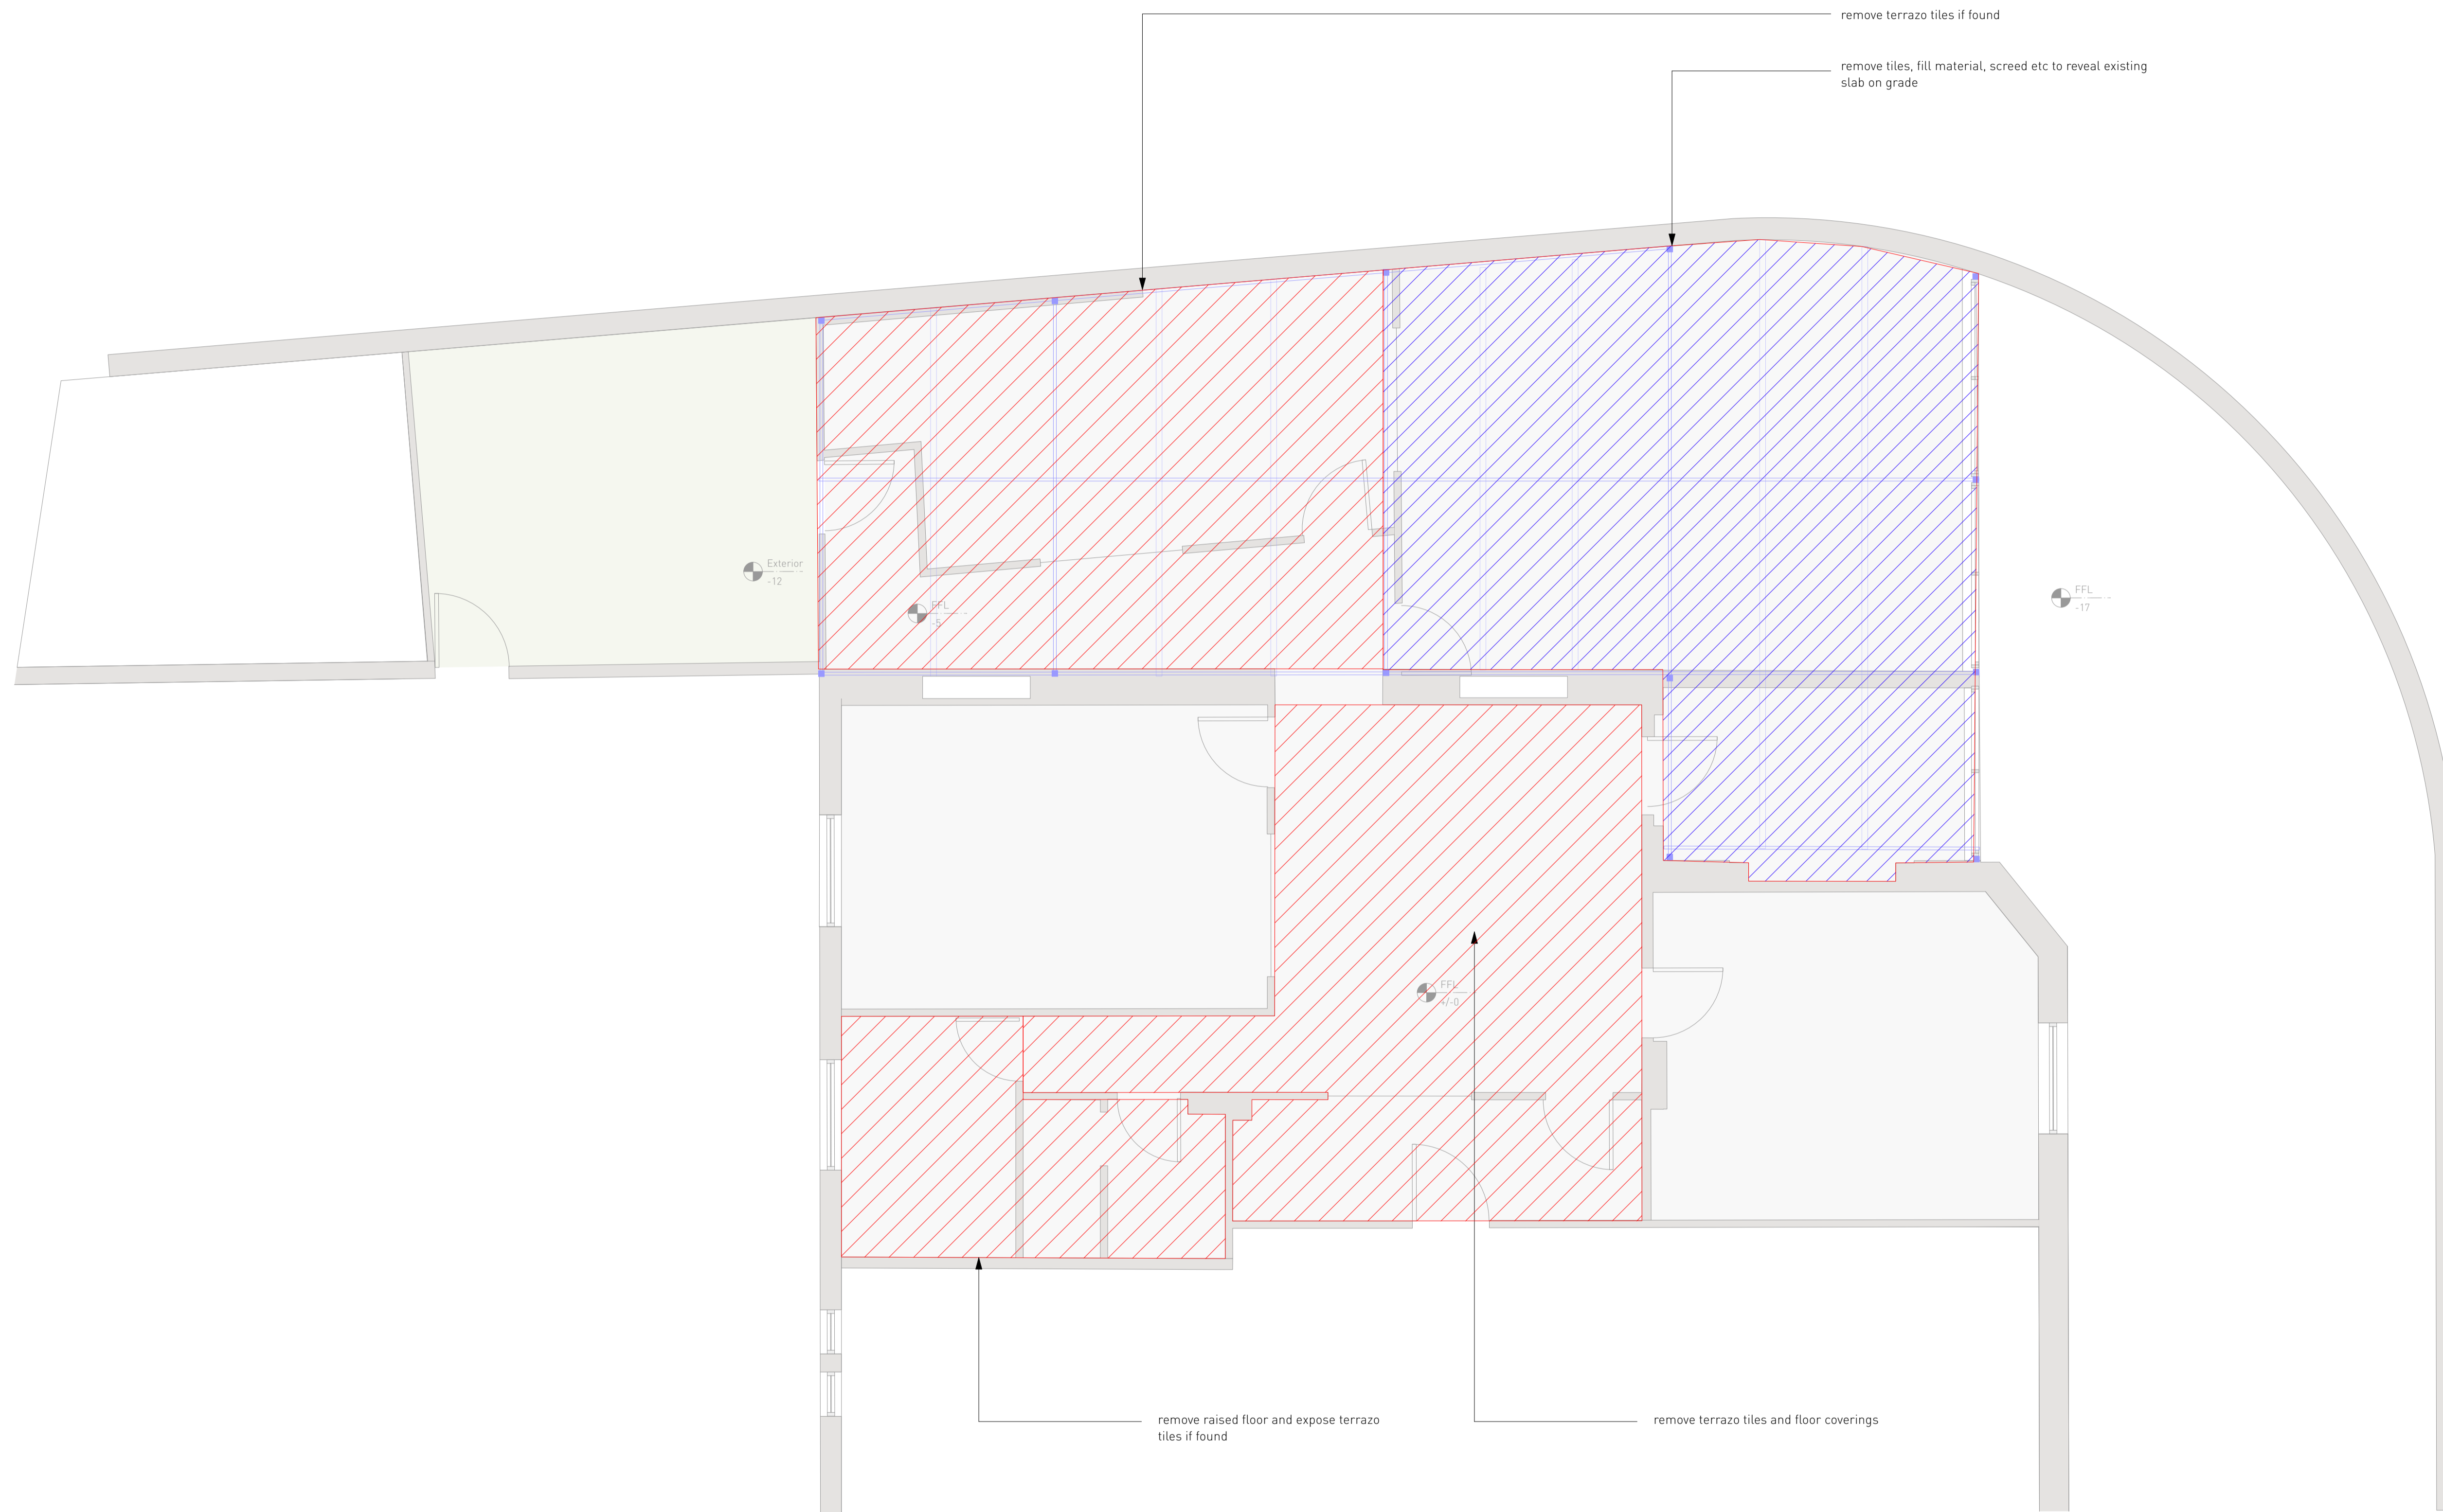 remove terrazo tiles if found
remove tiles, fill material, screed etc to reveal existing
slab on grade
Exterior
-12
FFL
-5
FFL
-17
FFL
+/-0
remove raised floor and expose terrazo
tiles if found
remove terrazo tiles and floor coverings